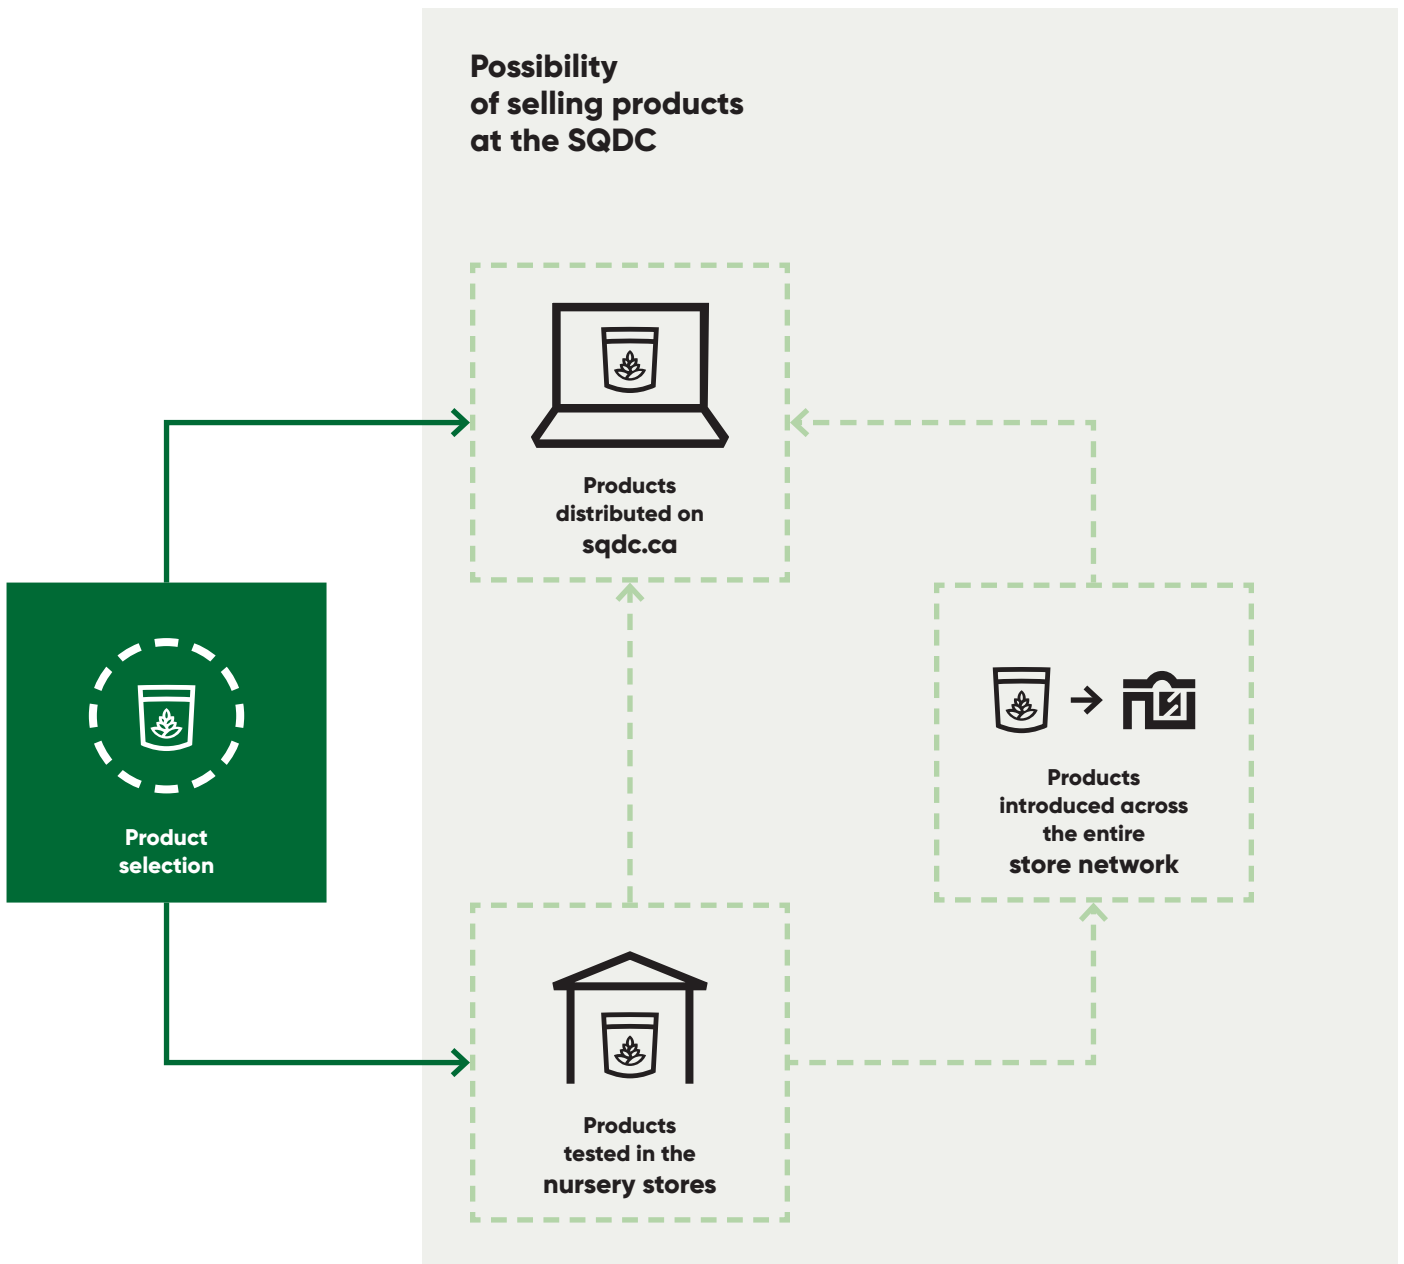 Possibility
of selling products
at the SQDC
Products
distributed on
sqdc.ca
Product
selection
Products
introduced across
the entire
store network
Products
tested in the
nursery stores